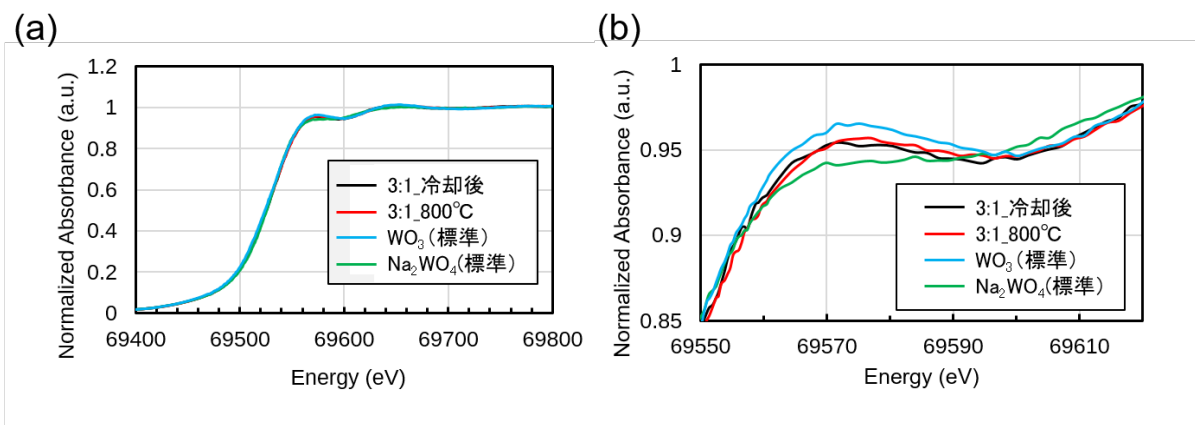 (a)
Normalized Absorbance (a.u.)
1.2
1
0.8
0.6
0.4
0.2
0
3:1_冷却後
3:1_800℃
WO₃(標準)
Na₂WO₄(標準)
69400 69500 69600 69700 69800
Energy (eV)
(b)
Normalized Absorbance (a.u.)
1
0.95
0.9
0.85
3:1_冷却後
3:1_800℃
WO₃(標準)
Na₂WO₄(標準)
69550 69570 69590 69610
Energy (eV)